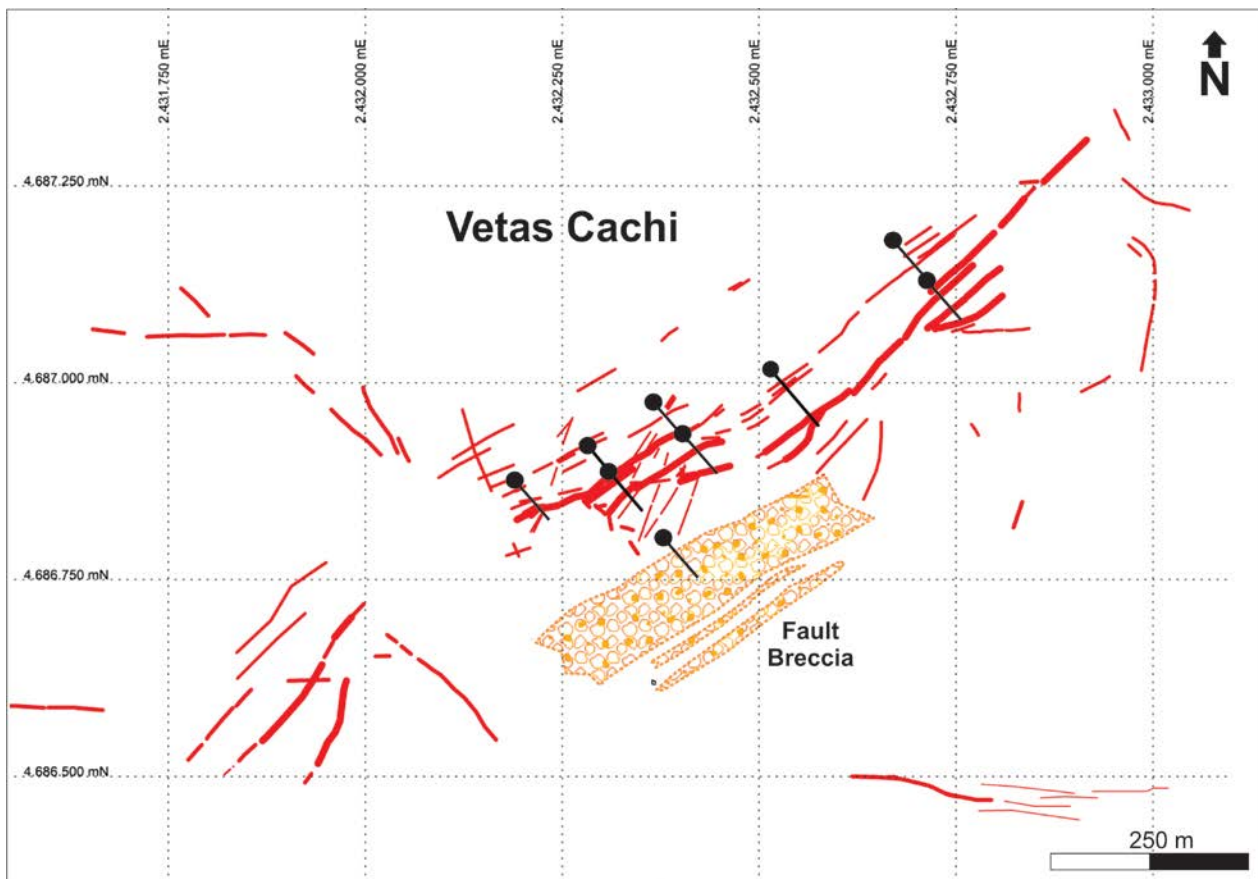 2.431.750 mE
2.432.000 mE
2.432.250 mE
2.432.500 mE
2.432.750 mE
2.433.000 mE
N
4.687.250 mN
Vetas Cachi
4.687.000 mN
4.686.750 mN
Fault
Breccia
4.686.500 mN
250 m